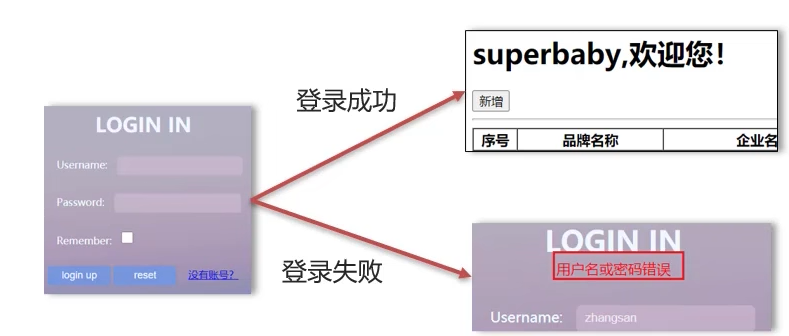 LOGIN IN
Username:
Password:
Remember:
login up reset 没有账号?
登录成功
登录失败
superbaby,欢迎您!
新增
序号 品牌名称 企业名
LOGIN IN
用户名或密码错误
Username: zhangsan